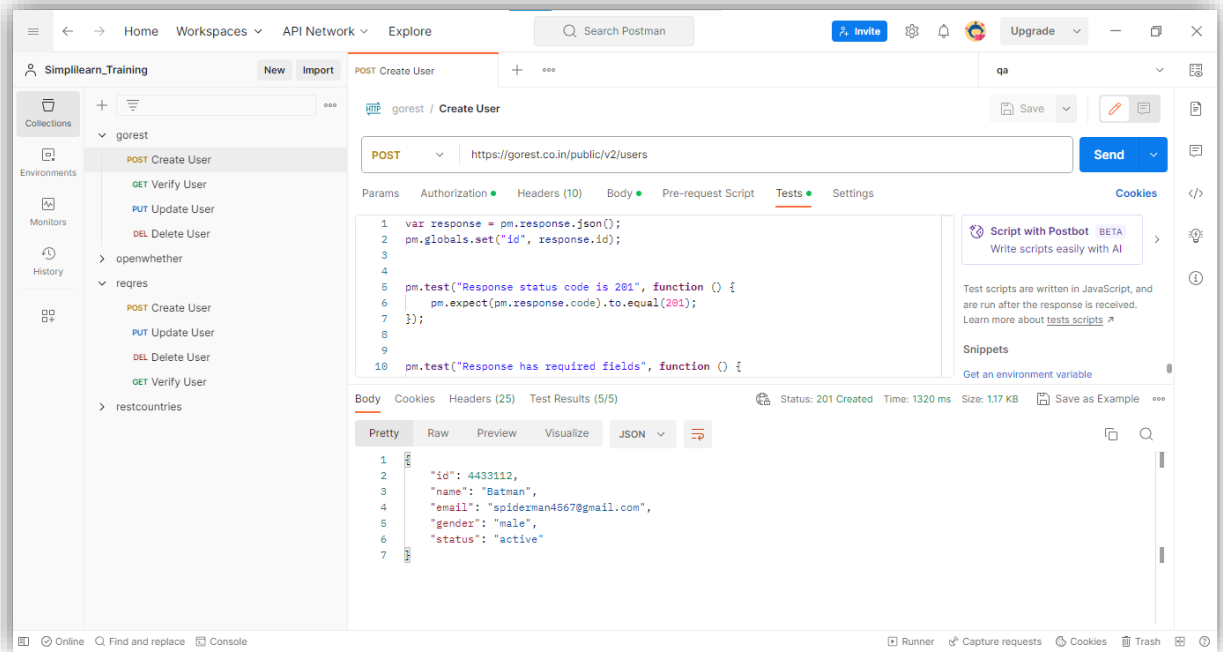 Home Workspaces API Network Explore Search Postman Invite Upgrade
Simplilearn_Training New Import POST Create User qa
Collections
Environments
Monitors
History
gorest
POST Create User
GET Verify User
PUT Update User
DEL Delete User
openwhether
reqres
POST Create User
PUT Update User
DEL Delete User
GET Verify User
restcountries
HTTP gorest / Create User Save
POST https://gorest.co.in/public/v2/users Send
Params Authorization Headers (10) Body Pre-request Script Tests Settings Cookies
1 var response = pm.response.json();
2 pm.globals.set("id", response.id);
3
4
5 pm.test("Response status code is 201", function () {
6 pm.expect(pm.response.code).to.equal(201);
7 });
8
9
10 pm.test("Response has required fields", function () {
Script with Postbot BETA
Write scripts easily with AI
Test scripts are written in JavaScript, and
are run after the response is received.
Learn more about tests scripts ↗
Snippets
Get an environment variable
Body Cookies Headers (25) Test Results (5/5) Status: 201 Created Time: 1320 ms Size: 1.17 KB Save as Example
Pretty Raw Preview Visualize JSON
1 {
2 "id": 4433112,
3 "name": "Batman",
4 "email": "spiderman4567@gmail.com",
5 "gender": "male",
6 "status": "active"
7 }
Online Find and replace Console Runner Capture requests Cookies Trash